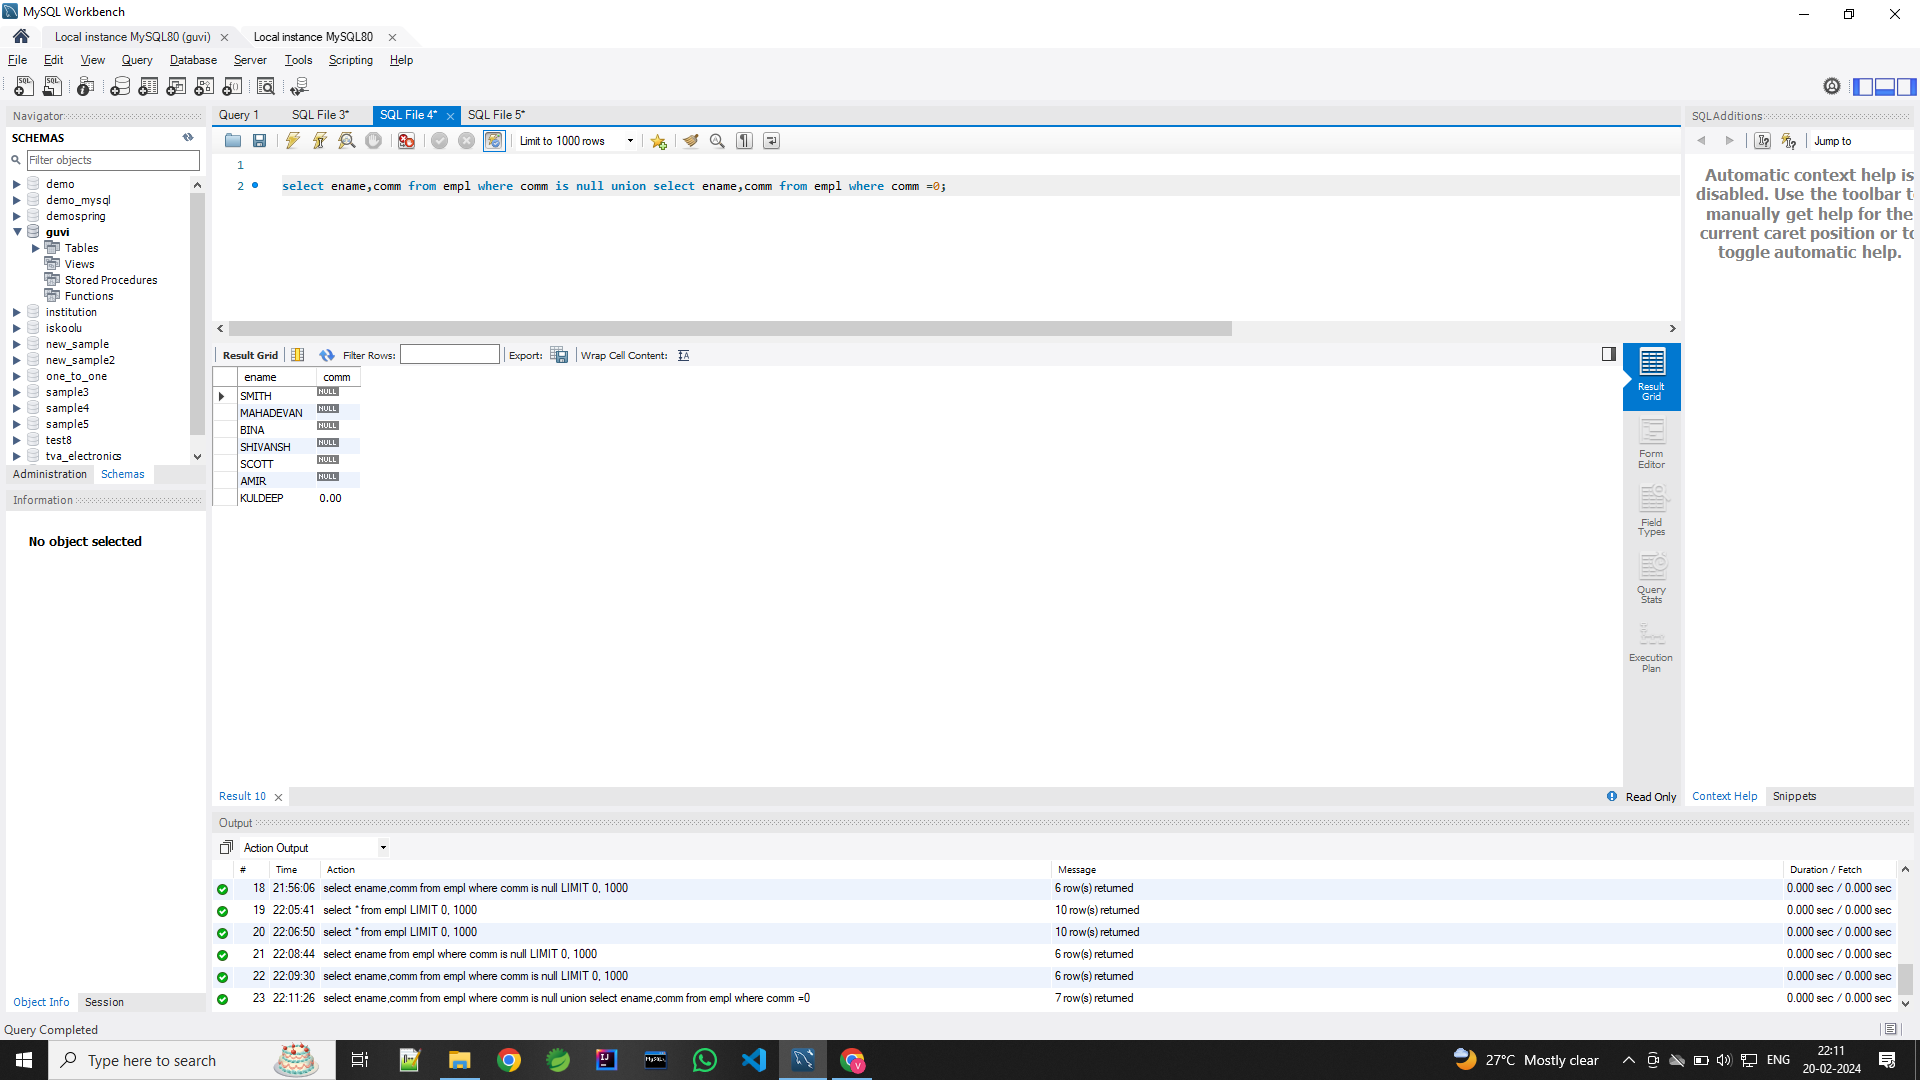 MySQL Workbench
Local instance MySQL80 (guvi)
Local instance MySQL80
File Edit View Query Database Server Tools Scripting Help
Navigator
SCHEMAS
Filter objects
demo
demo_mysql
demospring
guvi
Tables
Views
Stored Procedures
Functions
institution
iskoolu
new_sample
new_sample2
one_to_one
sample3
sample4
sample5
test8
tva_electronics
Administration Schemas
Information
No object selected
Object Info Session
Query 1 SQL File 3* SQL File 4* SQL File 5*
Limit to 1000 rows
1
2 select ename,comm from empl where comm is null union select ename,comm from empl where comm =0;
Result Grid Filter Rows: Export: Wrap Cell Content:
ename comm
SMITH NULL
MAHADEVAN NULL
BINA NULL
SHIVANSH NULL
SCOTT NULL
AMIR NULL
KULDEEP 0.00
Result
Grid
Form
Editor
Field
Types
Query
Stats
Execution
Plan
Result 10
Read Only
SQLAdditions
Jump to
Automatic context help is
disabled. Use the toolbar t
manually get help for the
current caret position or to
toggle automatic help.
Context Help Snippets
Output
Action Output
# Time Action Message Duration / Fetch
18 21:56:06 select ename,comm from empl where comm is null LIMIT 0, 1000 6 row(s) returned 0.000 sec / 0.000 sec
19 22:05:41 select * from empl LIMIT 0, 1000 10 row(s) returned 0.000 sec / 0.000 sec
20 22:06:50 select * from empl LIMIT 0, 1000 10 row(s) returned 0.000 sec / 0.000 sec
21 22:08:44 select ename from empl where comm is null LIMIT 0, 1000 6 row(s) returned 0.000 sec / 0.000 sec
22 22:09:30 select ename,comm from empl where comm is null LIMIT 0, 1000 6 row(s) returned 0.000 sec / 0.000 sec
23 22:11:26 select ename,comm from empl where comm is null union select ename,comm from empl where comm =0 7 row(s) returned 0.000 sec / 0.000 sec
Query Completed
Type here to search
27°C Mostly clear
ENG
22:11
20-02-2024